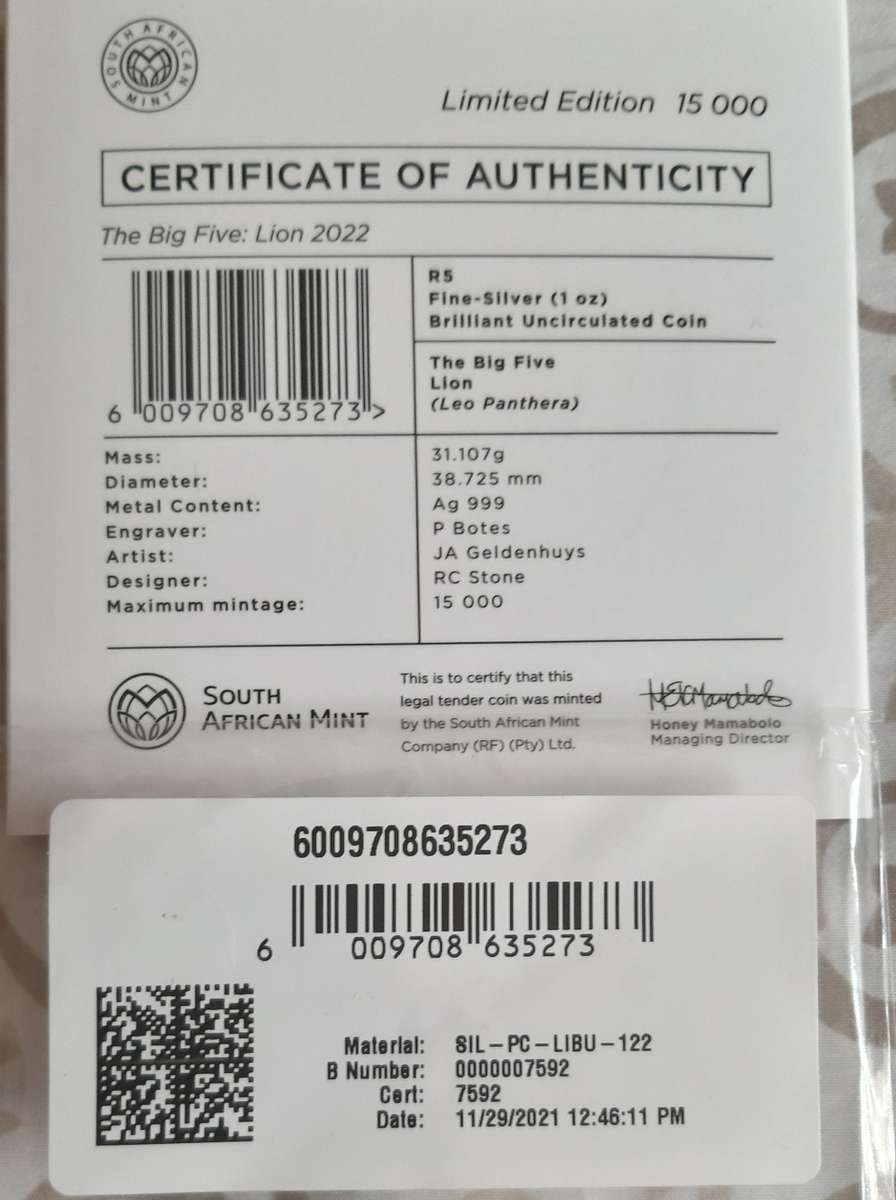 SOUTH AFRICAN MINT
Limited Edition 15 000
CERTIFICATE OF AUTHENTICITY
The Big Five: Lion 2022
6 009708 635273 >
R5
Fine-Silver (1 oz)
Brilliant Uncirculated Coin
The Big Five
Lion
(Leo Panthera)
Mass: 31.107g
Diameter: 38.725 mm
Metal Content: Ag 999
Engraver: P Botes
Artist: JA Geldenhuys
Designer: RC Stone
Maximum mintage: 15 000
SOUTH
AFRICAN MINT
This is to certify that this
legal tender coin was minted
by the South African Mint
Company (RF) (Pty) Ltd.
Honey Mamabolo
Managing Director
6009708635273
6 009708 635273
Material: SIL-PC-LIBU-122
B Number: 0000007592
Cert: 7592
Date: 11/29/2021 12:46:11 PM